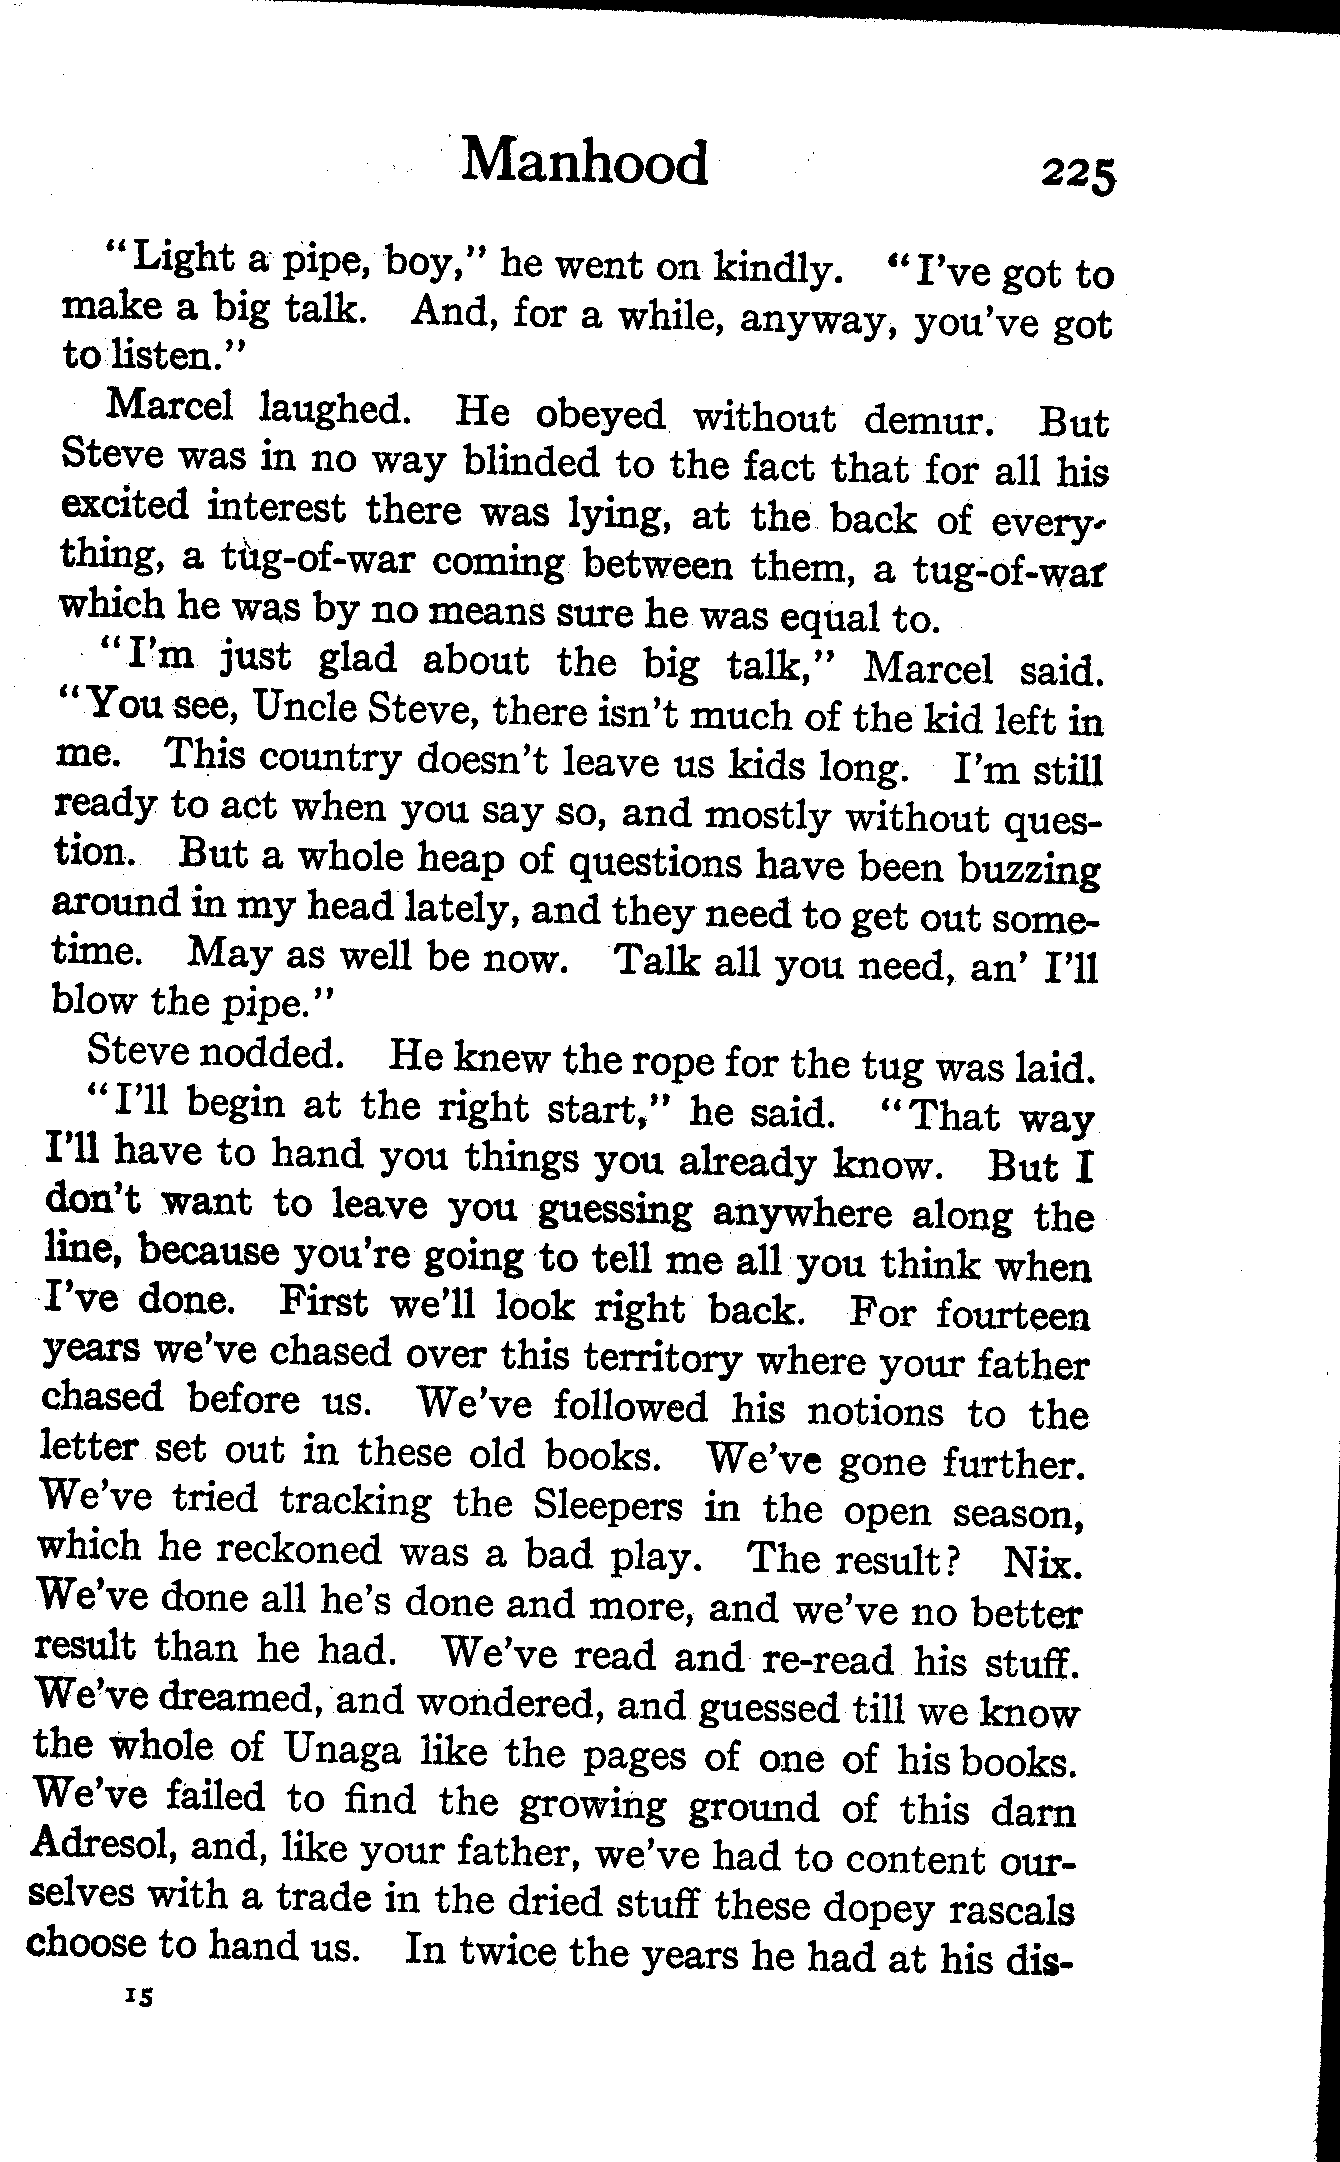 Manhood 225
"Light a pipe, boy," he went on kindly. "I've got to
make a big talk. And, for a while, anyway, you've got
to listen."
Marcel laughed. He obeyed without demur. But
Steve was in no way blinded to the fact that for all his
excited interest there was lying, at the back of every-
thing, a tug-of-war coming between them, a tug-of-war
which he was by no means sure he was equal to.
"I'm just glad about the big talk," Marcel said.
"You see, Uncle Steve, there isn't much of the kid left in
me. This country doesn't leave us kids long. I'm still
ready to act when you say so, and mostly without ques-
tion. But a whole heap of questions have been buzzing
around in my head lately, and they need to get out some-
time. May as well be now. Talk all you need, an' I'll
blow the pipe."
Steve nodded. He knew the rope for the tug was laid.
"I'll begin at the right start," he said. "That way
I'll have to hand you things you already know. But I
don't want to leave you guessing anywhere along the
line, because you're going to tell me all you think when
I've done. First we'll look right back. For fourteen
years we've chased over this territory where your father
chased before us. We've followed his notions to the
letter set out in these old books. We've gone further.
We've tried tracking the Sleepers in the open season,
which he reckoned was a bad play. The result? Nix.
We've done all he's done and more, and we've no better
result than he had. We've read and re-read his stuff.
We've dreamed, and wondered, and guessed till we know
the whole of Unaga like the pages of one of his books.
We've failed to find the growing ground of this darn
Adresol, and, like your father, we've had to content our-
selves with a trade in the dried stuff these dopey rascals
choose to hand us. In twice the years he had at his dis-
15